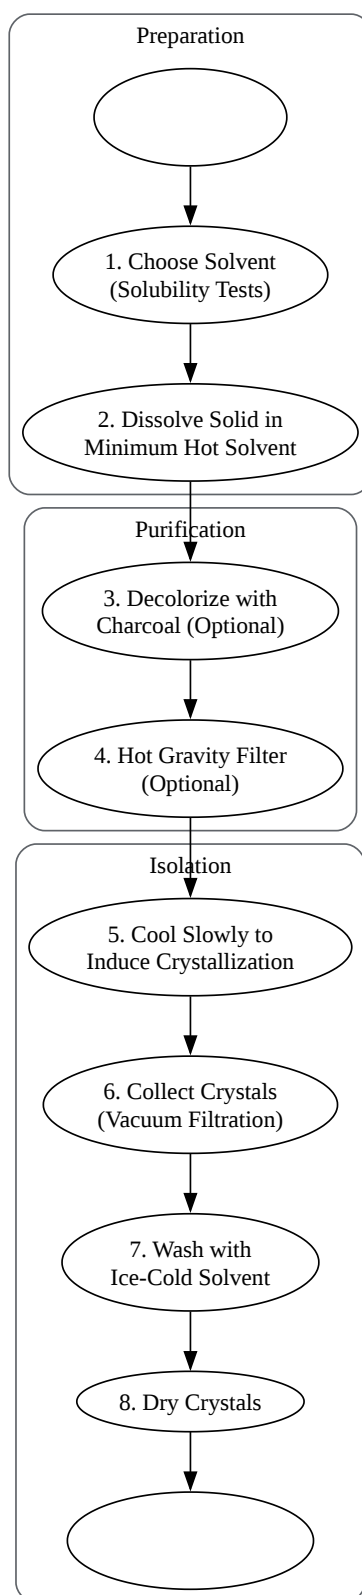 Preparation
1. Choose Solvent
(Solubility Tests)
2. Dissolve Solid in
Minimum Hot Solvent
Purification
3. Decolorize with
Charcoal (Optional)
4. Hot Gravity Filter
(Optional)
Isolation
5. Cool Slowly to
Induce Crystallization
6. Collect Crystals
(Vacuum Filtration)
7. Wash with
Ice-Cold Solvent
8. Dry Crystals